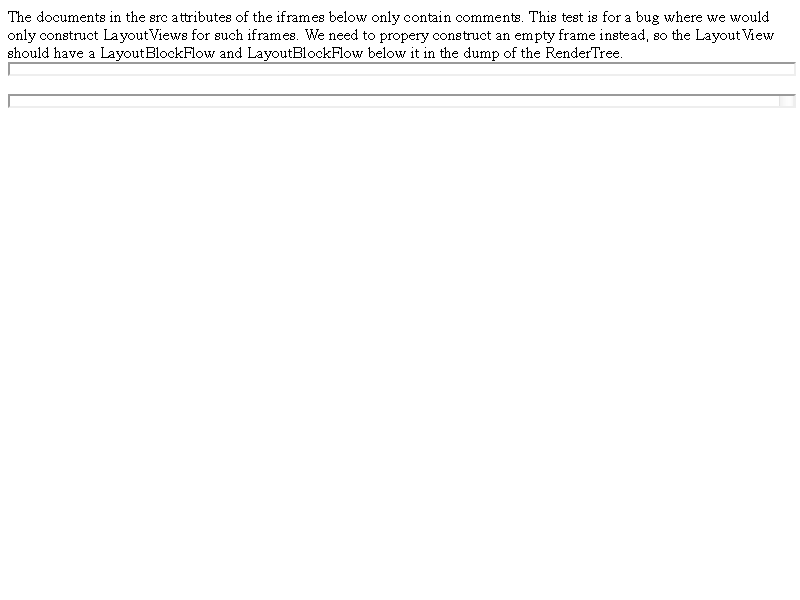 The documents in the src attributes of the iframes below only contain comments. This test is for a bug where we would
only construct LayoutViews for such iframes. We need to propery construct an empty frame instead, so the LayoutView
should have a LayoutBlockFlow and LayoutBlockFlow below it in the dump of the RenderTree.